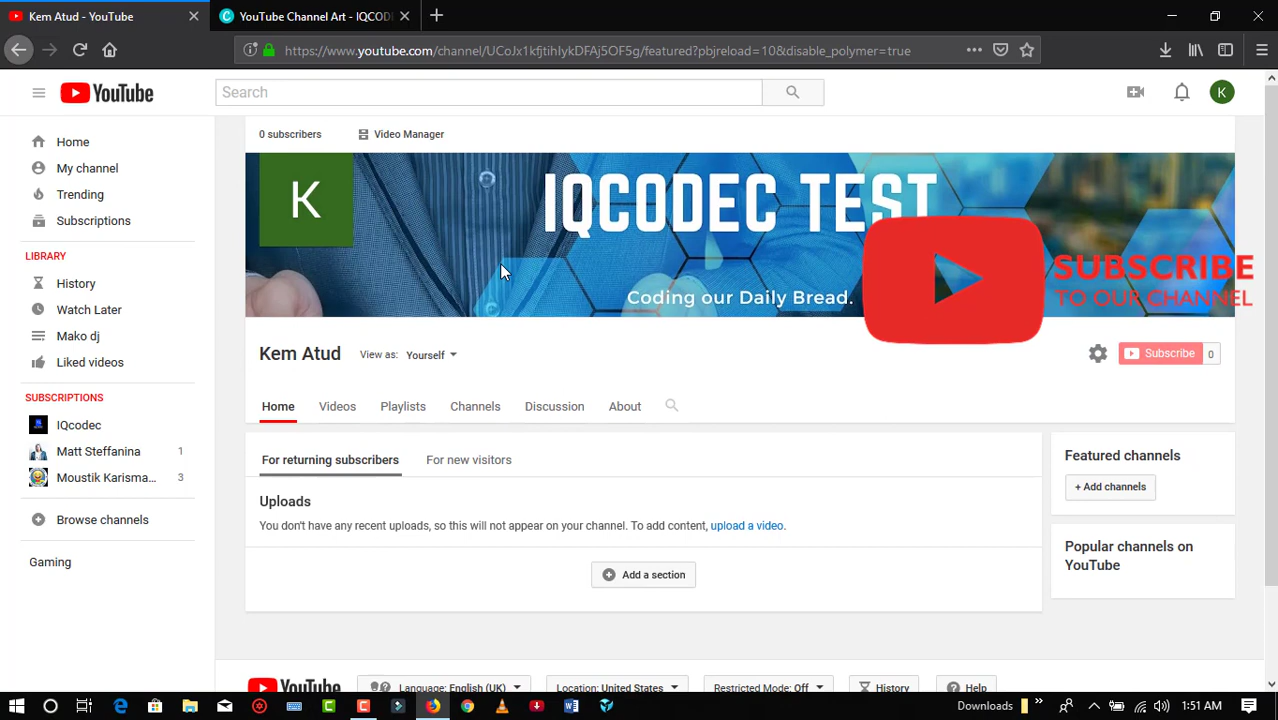 Kem Atud - YouTube
YouTube Channel Art - IQCOD
https://www.youtube.com/channel/UCoJx1kfjtihlykDFAj5OF5g/featured?pbjreload=10&disable_polymer=true
YouTube
Search
K
0 subscribers
Video Manager
Home
My channel
Trending
Subscriptions
LIBRARY
History
Watch Later
Mako dj
Liked videos
SUBSCRIPTIONS
IQcodec
Matt Steffanina 1
Moustik Karisma... 3
Browse channels
Gaming
K
IQCODEC TEST
Coding our Daily Bread.
SUBSCRIBE
TO OUR CHANNEL
Kem Atud View as: Yourself
Subscribe 0
Home Videos Playlists Channels Discussion About
For returning subscribers For new visitors
Uploads
You don't have any recent uploads, so this will not appear on your channel. To add content, upload a video.
Add a section
Featured channels
+ Add channels
Popular channels on
YouTube
YouTube
Language: English (UK)
Location: United States
Restricted Mode: Off
History
Help
Downloads
1:51 AM